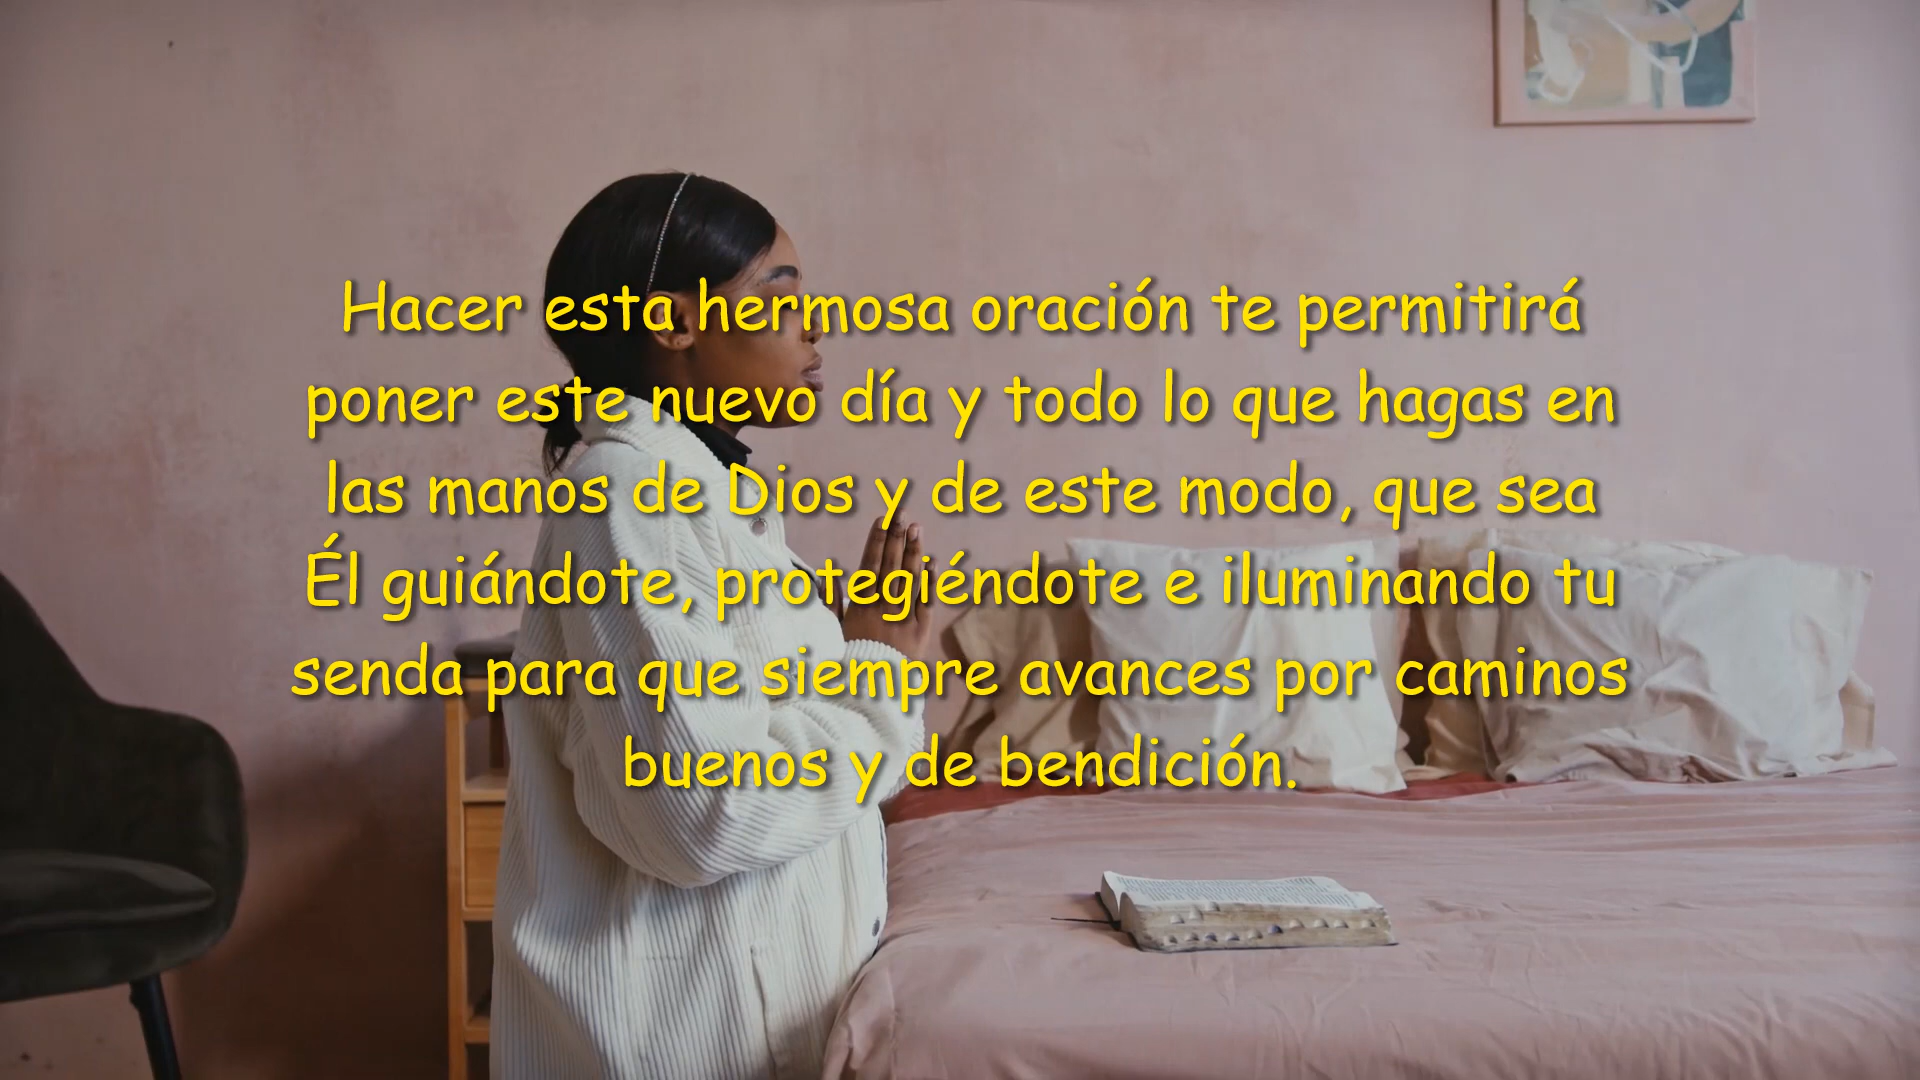 Hacer esta hermosa oración te permitirá
poner este nuevo día y todo lo que hagas en
las manos de Dios y de este modo, que sea
Él guiándote, protegiéndote e iluminando tu
senda para que siempre avances por caminos
buenos y de bendición.